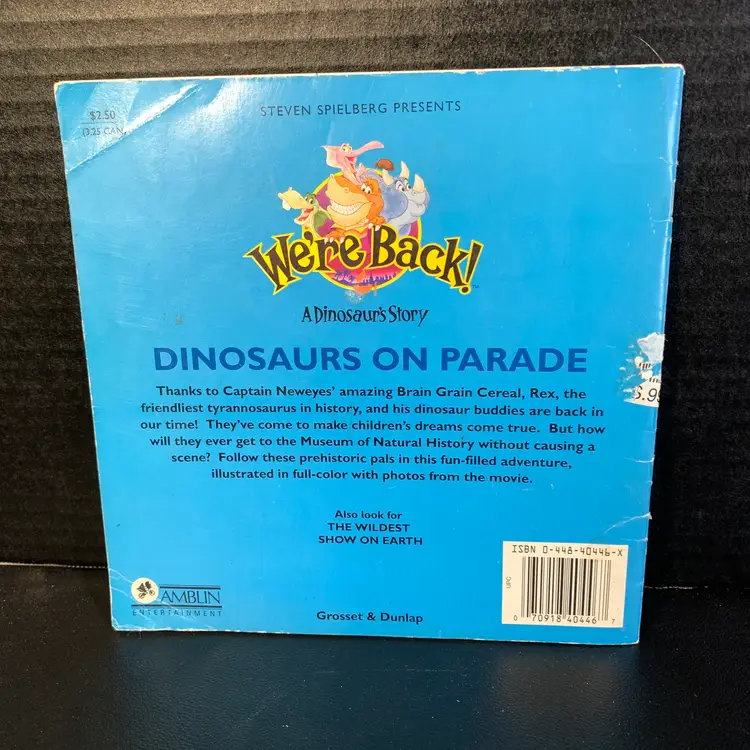 $2.50
(3.25 CAN
STEVEN SPIELBERG PRESENTS
We're Back!
A Dinosaur's Story
DINOSAURS ON PARADE
Thanks to Captain Neweyes' amazing Brain Grain Cereal, Rex, the
friendliest tyrannosaurus in history, and his dinosaur buddies are back in
our time! They've come to make children's dreams come true. But how
will they ever get to the Museum of Natural History without causing a
scene? Follow these prehistoric pals in this fun-filled adventure,
illustrated in full-color with photos from the movie.
Also look for
THE WILDEST
SHOW ON EARTH
ISBN 0-448-40446-X
UPC
0 70918 40446 7
AMBLIN
ENTERTAINMENT
Grosset & Dunlap